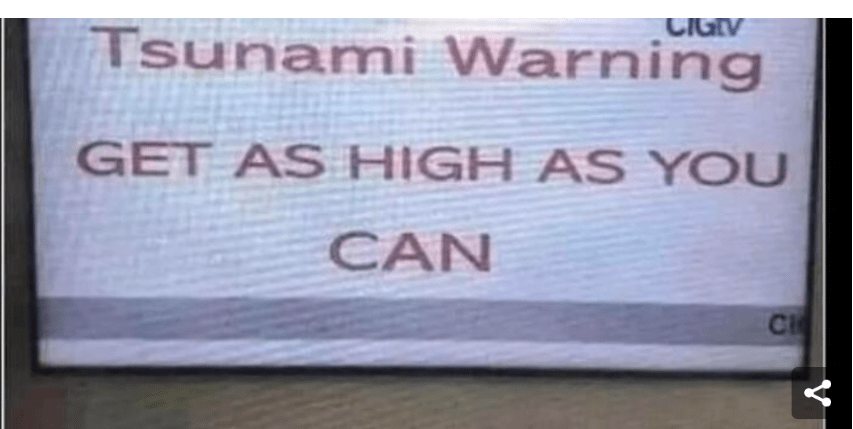 CIGtv
Tsunami Warning
GET AS HIGH AS YOU
CAN